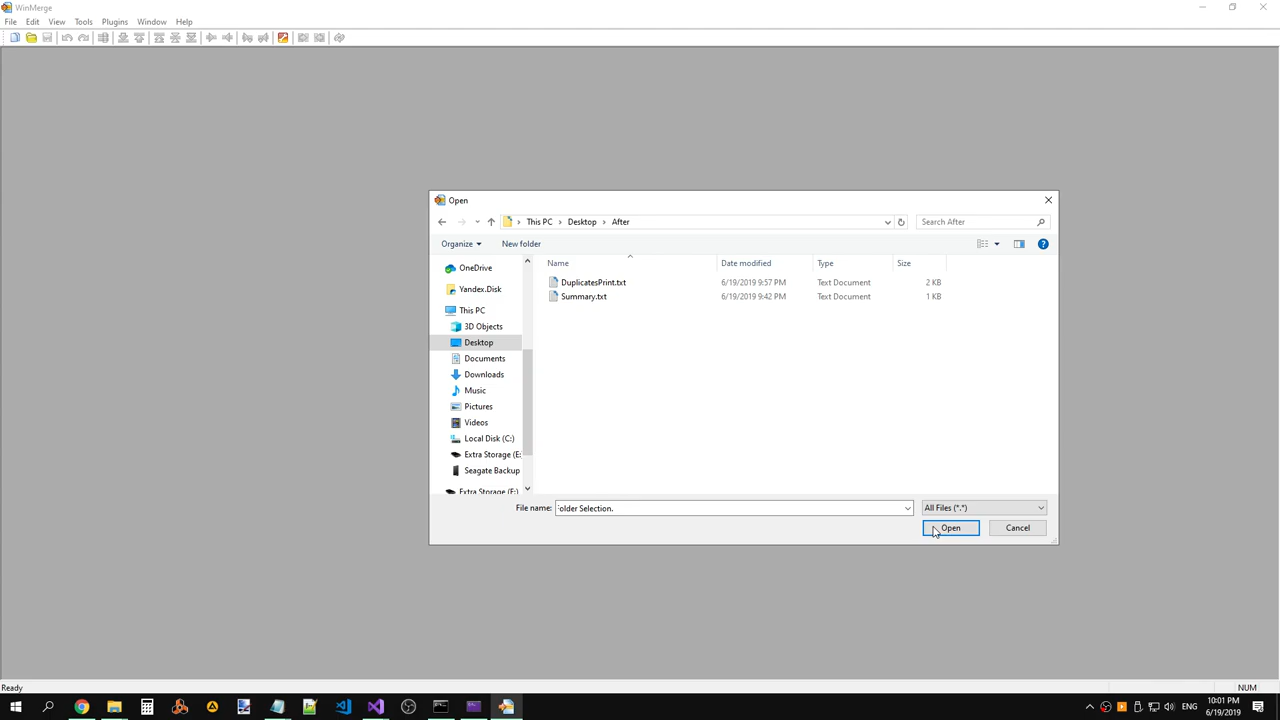 WinMerge
File Edit View Tools Plugins Window Help
Open
This PC > Desktop > After
Search After
Organize
New folder
Name Date modified Type Size
OneDrive
Yandex.Disk
This PC
3D Objects
Desktop
Documents
Downloads
Music
Pictures
Videos
Local Disk (C:)
Extra Storage (E:
Seagate Backup
Extra Storage (F:)
DuplicatesPrint.txt 6/19/2019 9:57 PM Text Document 2 KB
Summary.txt 6/19/2019 9:42 PM Text Document 1 KB
File name: older Selection.
All Files (*.*)
Open Cancel
Ready
NUM
ENG
10:01 PM
6/19/2019